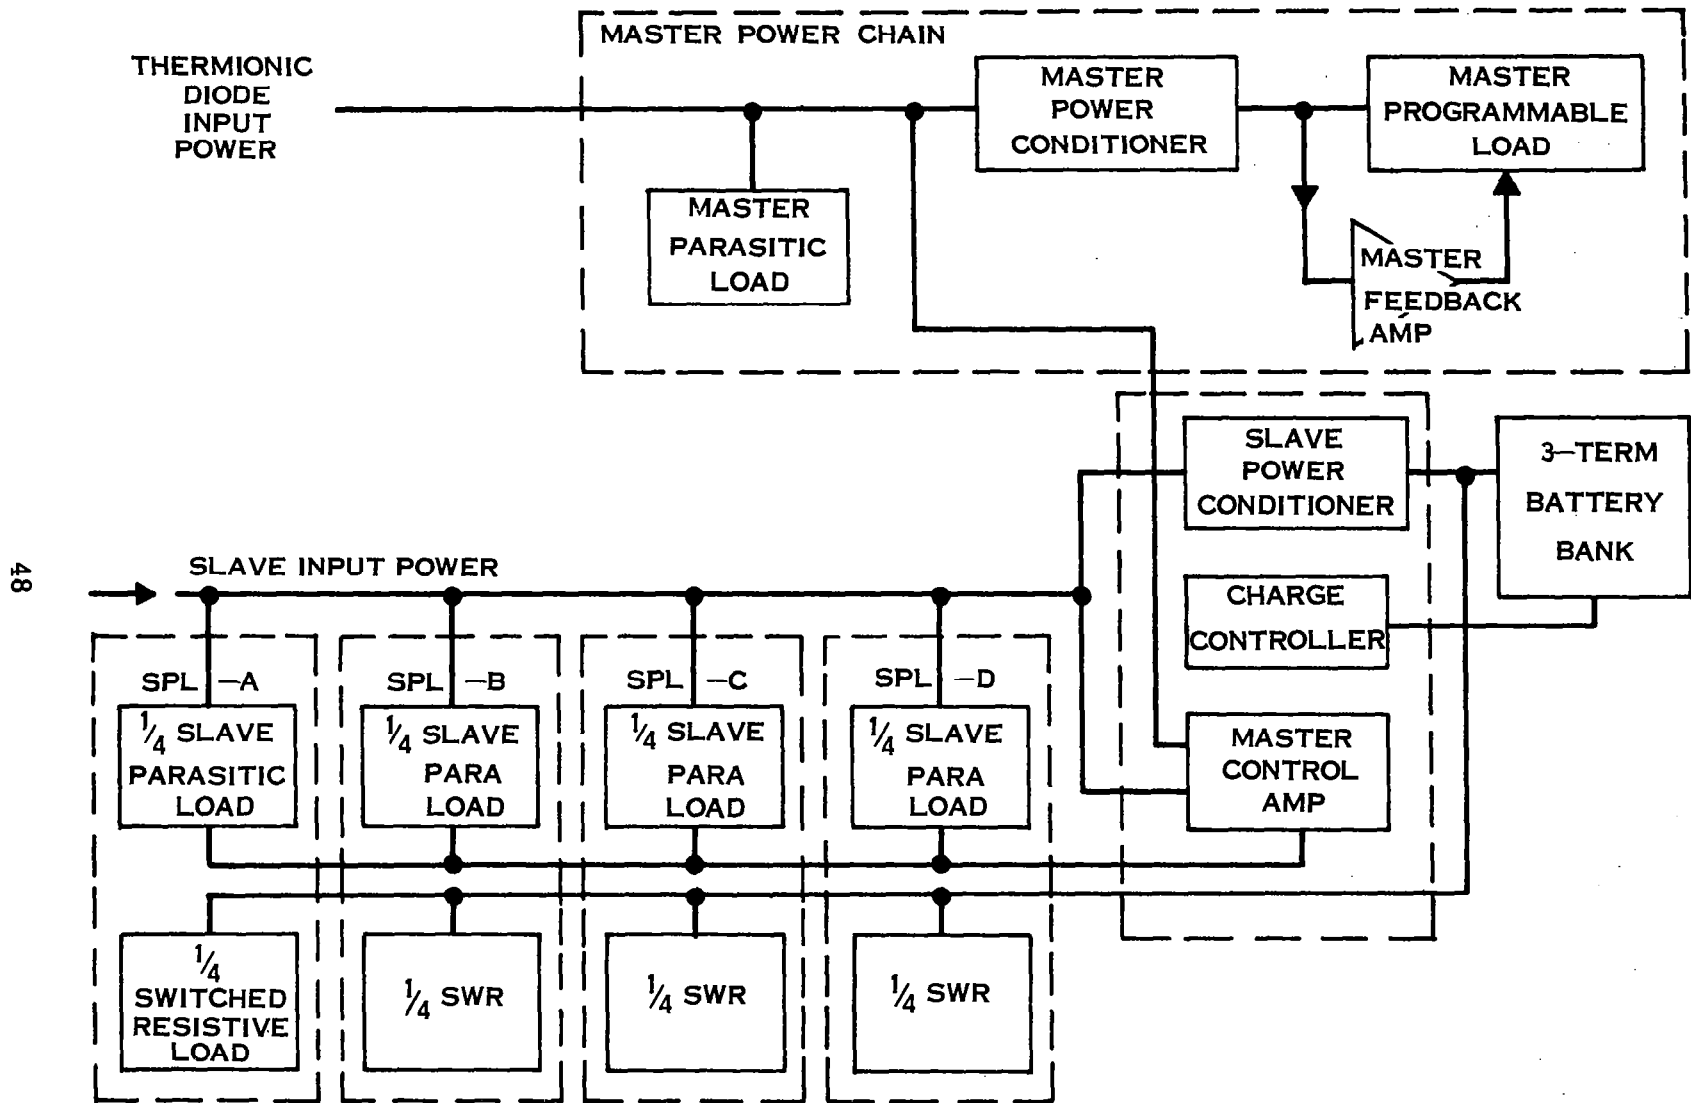 MASTER POWER CHAIN
THERMIONIC
DIODE
INPUT
POWER
MASTER
POWER
CONDITIONER
MASTER
PROGRAMMABLE
LOAD
MASTER
PARASITIC
LOAD
MASTER
FEEDBACK
AMP
SLAVE
POWER
CONDITIONER
3-TERM
BATTERY
BANK
CHARGE
CONTROLLER
MASTER
CONTROL
AMP
48
SLAVE INPUT POWER
SPL -A
1/4 SLAVE
PARASITIC
LOAD
SPL -B
1/4 SLAVE
PARA
LOAD
SPL -C
1/4 SLAVE
PARA
LOAD
SPL -D
1/4 SLAVE
PARA
LOAD
1/4
SWITCHED
RESISTIVE
LOAD
1/4 SWR
1/4 SWR
1/4 SWR